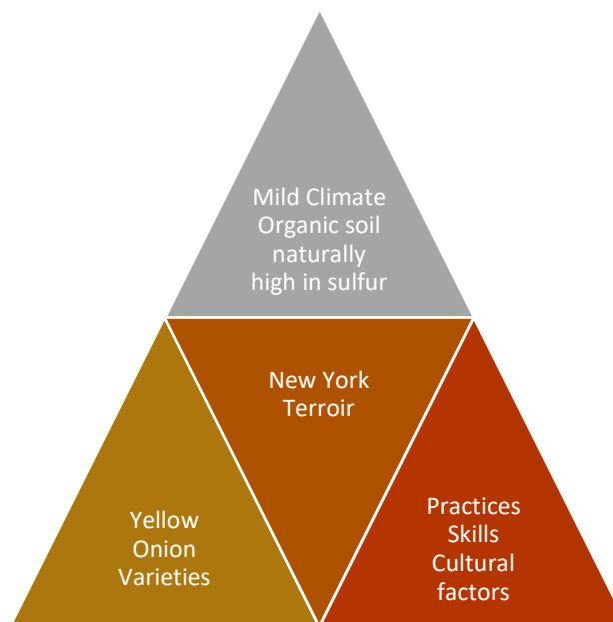 Mild Climate
Organic soil
naturally
high in sulfur
New York
Terroir
Yellow
Onion
Varieties
Practices
Skills
Cultural
factors